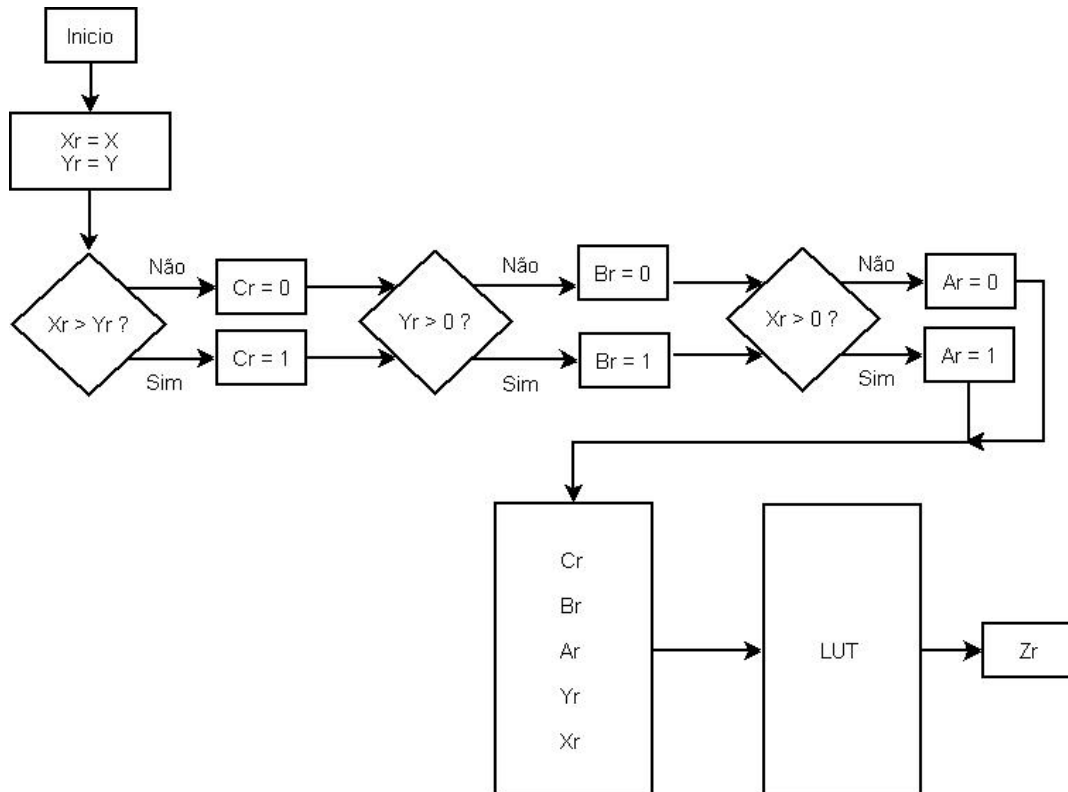 Inicio
Xr = X
Yr = Y
Xr > Yr ?
Não
Sim
Cr = 0
Cr = 1
Yr > 0 ?
Não
Sim
Br = 0
Br = 1
Xr > 0 ?
Não
Sim
Ar = 0
Ar = 1
Cr
Br
Ar
Yr
Xr
LUT
Zr